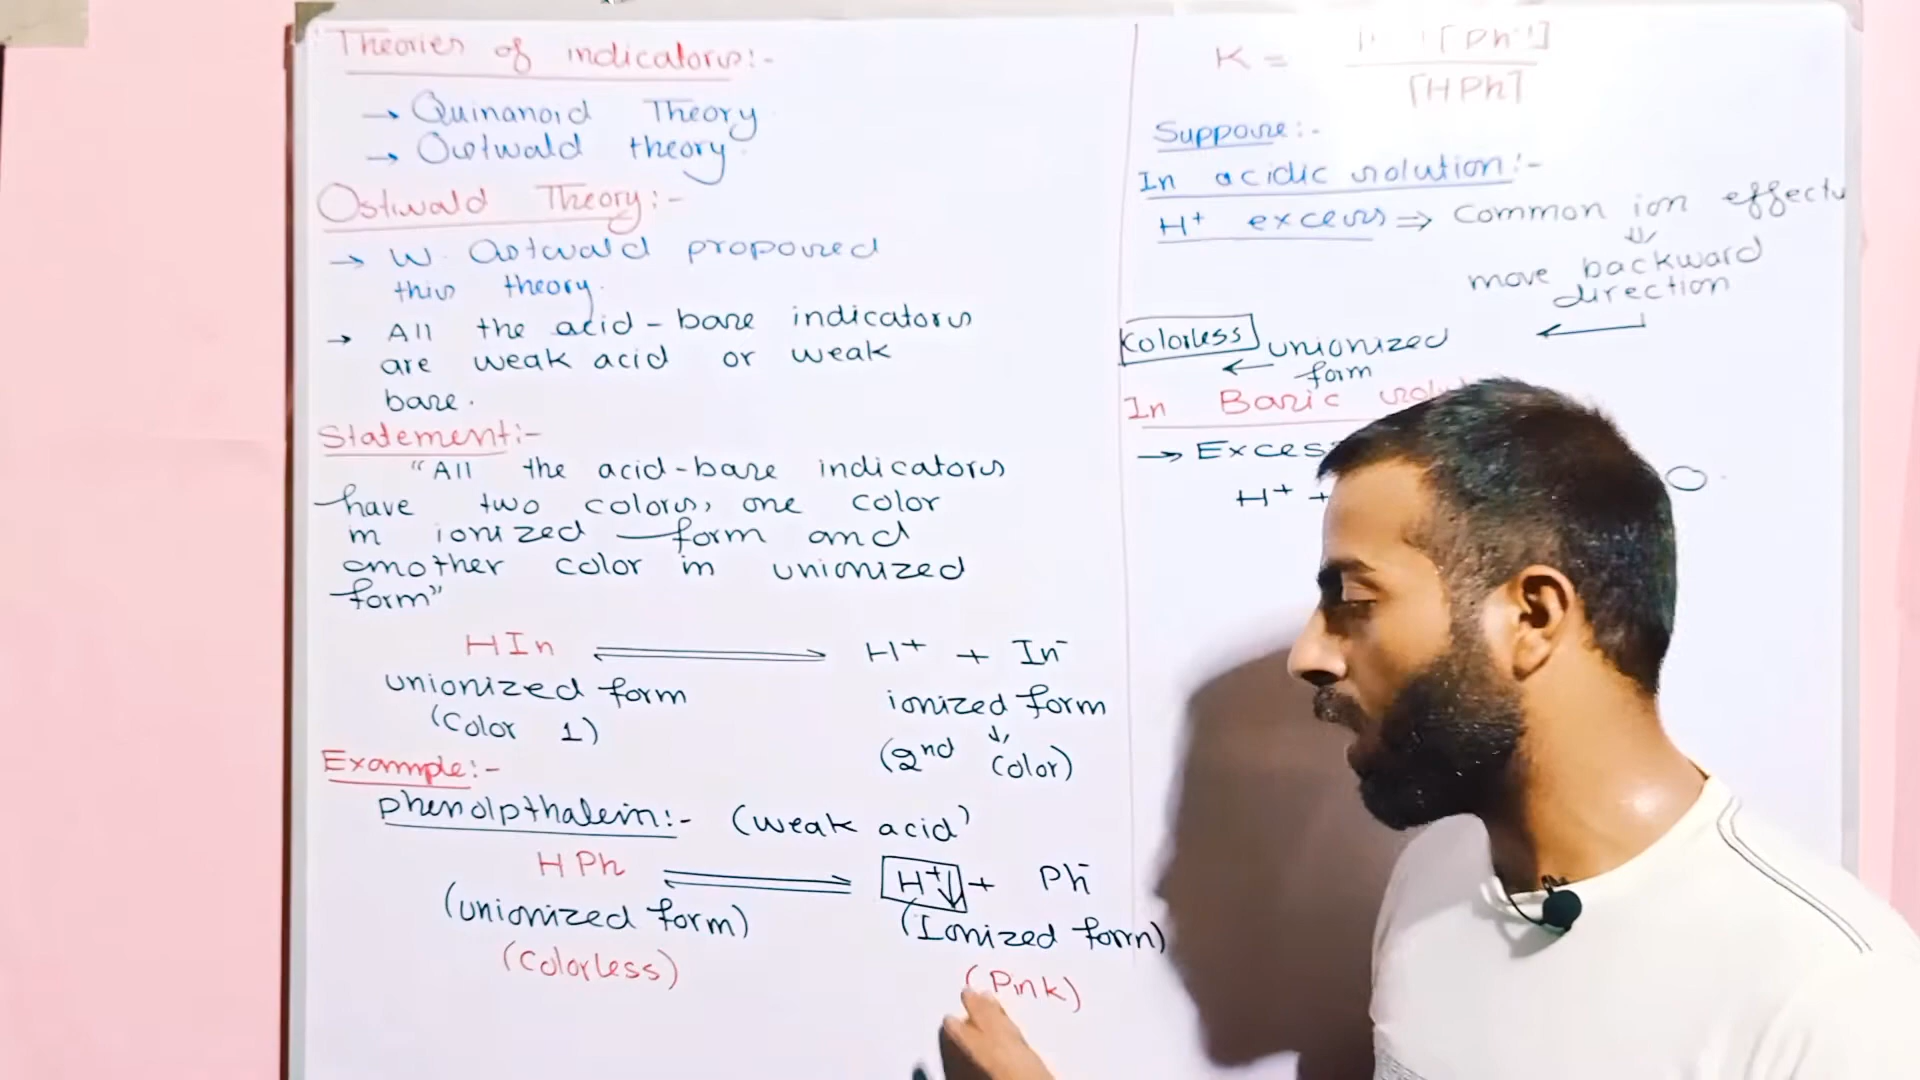 Theories of indicators:-
→ Quinanoid Theory
→ Ostwald theory.
Ostwald Theory:-
→ W. Ostwald proposed
this theory.
→ All the acid-base indicators
are weak acid or weak
base.
Statement:-
"All the acid-base indicators
have two colors, one color
in ionized form and
another color in unionized
form"
HIn ⇌ H⁺ + In⁻
unionized form ionized form
(Color 1) (2nd Color)
Example:-
phenolpthalein:- (weak acid)
HPh ⇌ H⁺↓ + Ph⁻
(unionized form) (Ionized form)
(Colorless) (Pink)
K = [Ph⁻]
[HPh]
Suppose:-
In acidic solution:-
H⁺ excess ⇒ Common ion effect
↓
move backward
direction
←
Colorless ← unionized
form
In Basic
→ Excess
H⁺ +